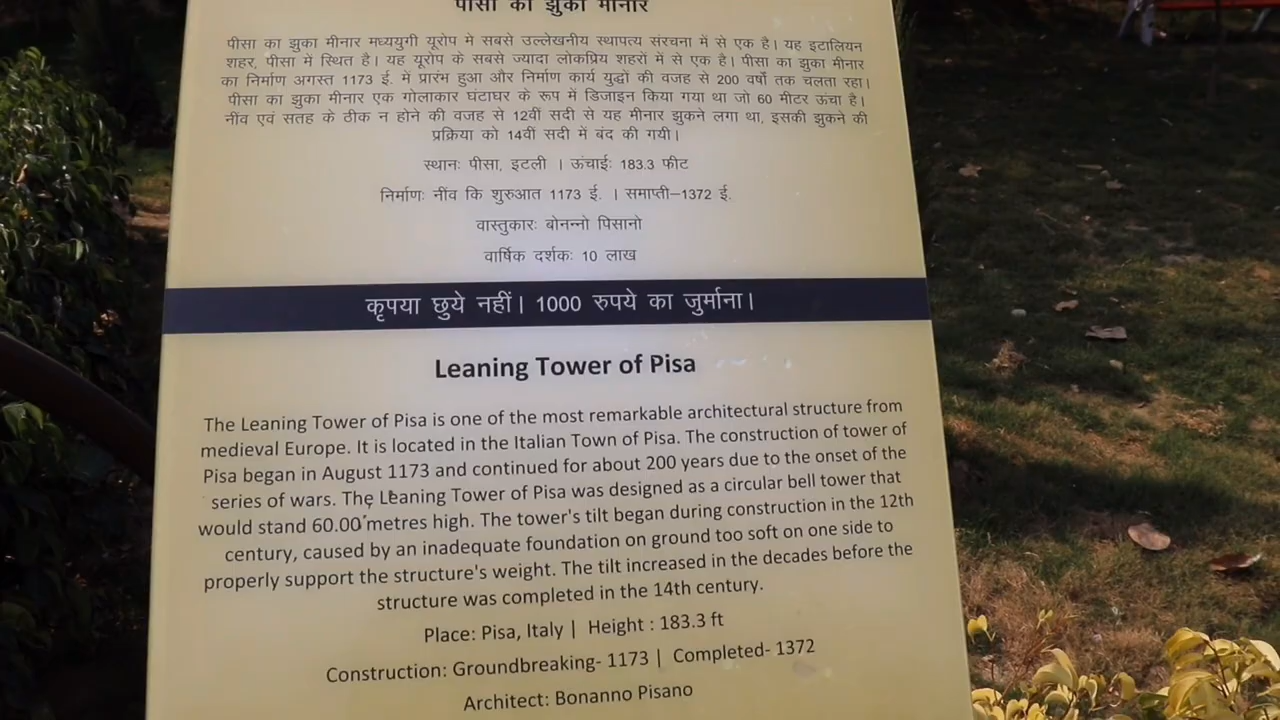 पीसा का झुका मीनार
पीसा का झुका मीनार मध्ययुगी यूरोप मे सबसे उल्लेखनीय स्थापत्य संरचना में से एक है। यह इटालियन
शहर, पीसा में स्थित है। यह यूरोप के सबसे ज्यादा लोकप्रिय शहरों में से एक है। पीसा का झुका मीनार
का निर्माण अगस्त 1173 ई. में प्रारंभ हुआ और निर्माण कार्य युद्धों की वजह से 200 वर्षों तक चलता रहा।
पीसा का झुका मीनार एक गोलाकार घंटाघर के रूप में डिजाइन किया गया था जो 60 मीटर ऊंचा है।
नींव एवं सतह के ठीक न होने की वजह से 12वीं सदी से यह मीनार झुकने लगा था, इसकी झुकने की
प्रक्रिया को 14वीं सदी में बंद की गयी।
स्थानः पीसा, इटली । ऊंचाईः 183.3 फीट
निर्माणः नींव कि शुरुआत 1173 ई. । समाप्ती–1372 ई.
वास्तुकारः बोनन्नो पिसानो
वार्षिक दर्शकः 10 लाख
कृपया छुये नहीं। 1000 रुपये का जुर्माना।
Leaning Tower of Pisa
The Leaning Tower of Pisa is one of the most remarkable architectural structure from
medieval Europe. It is located in the Italian Town of Pisa. The construction of tower of
Pisa began in August 1173 and continued for about 200 years due to the onset of the
series of wars. The Leaning Tower of Pisa was designed as a circular bell tower that
would stand 60.00 metres high. The tower's tilt began during construction in the 12th
century, caused by an inadequate foundation on ground too soft on one side to
properly support the structure's weight. The tilt increased in the decades before the
structure was completed in the 14th century.
Place: Pisa, Italy | Height : 183.3 ft
Construction: Groundbreaking- 1173 | Completed- 1372
Architect: Bonanno Pisano